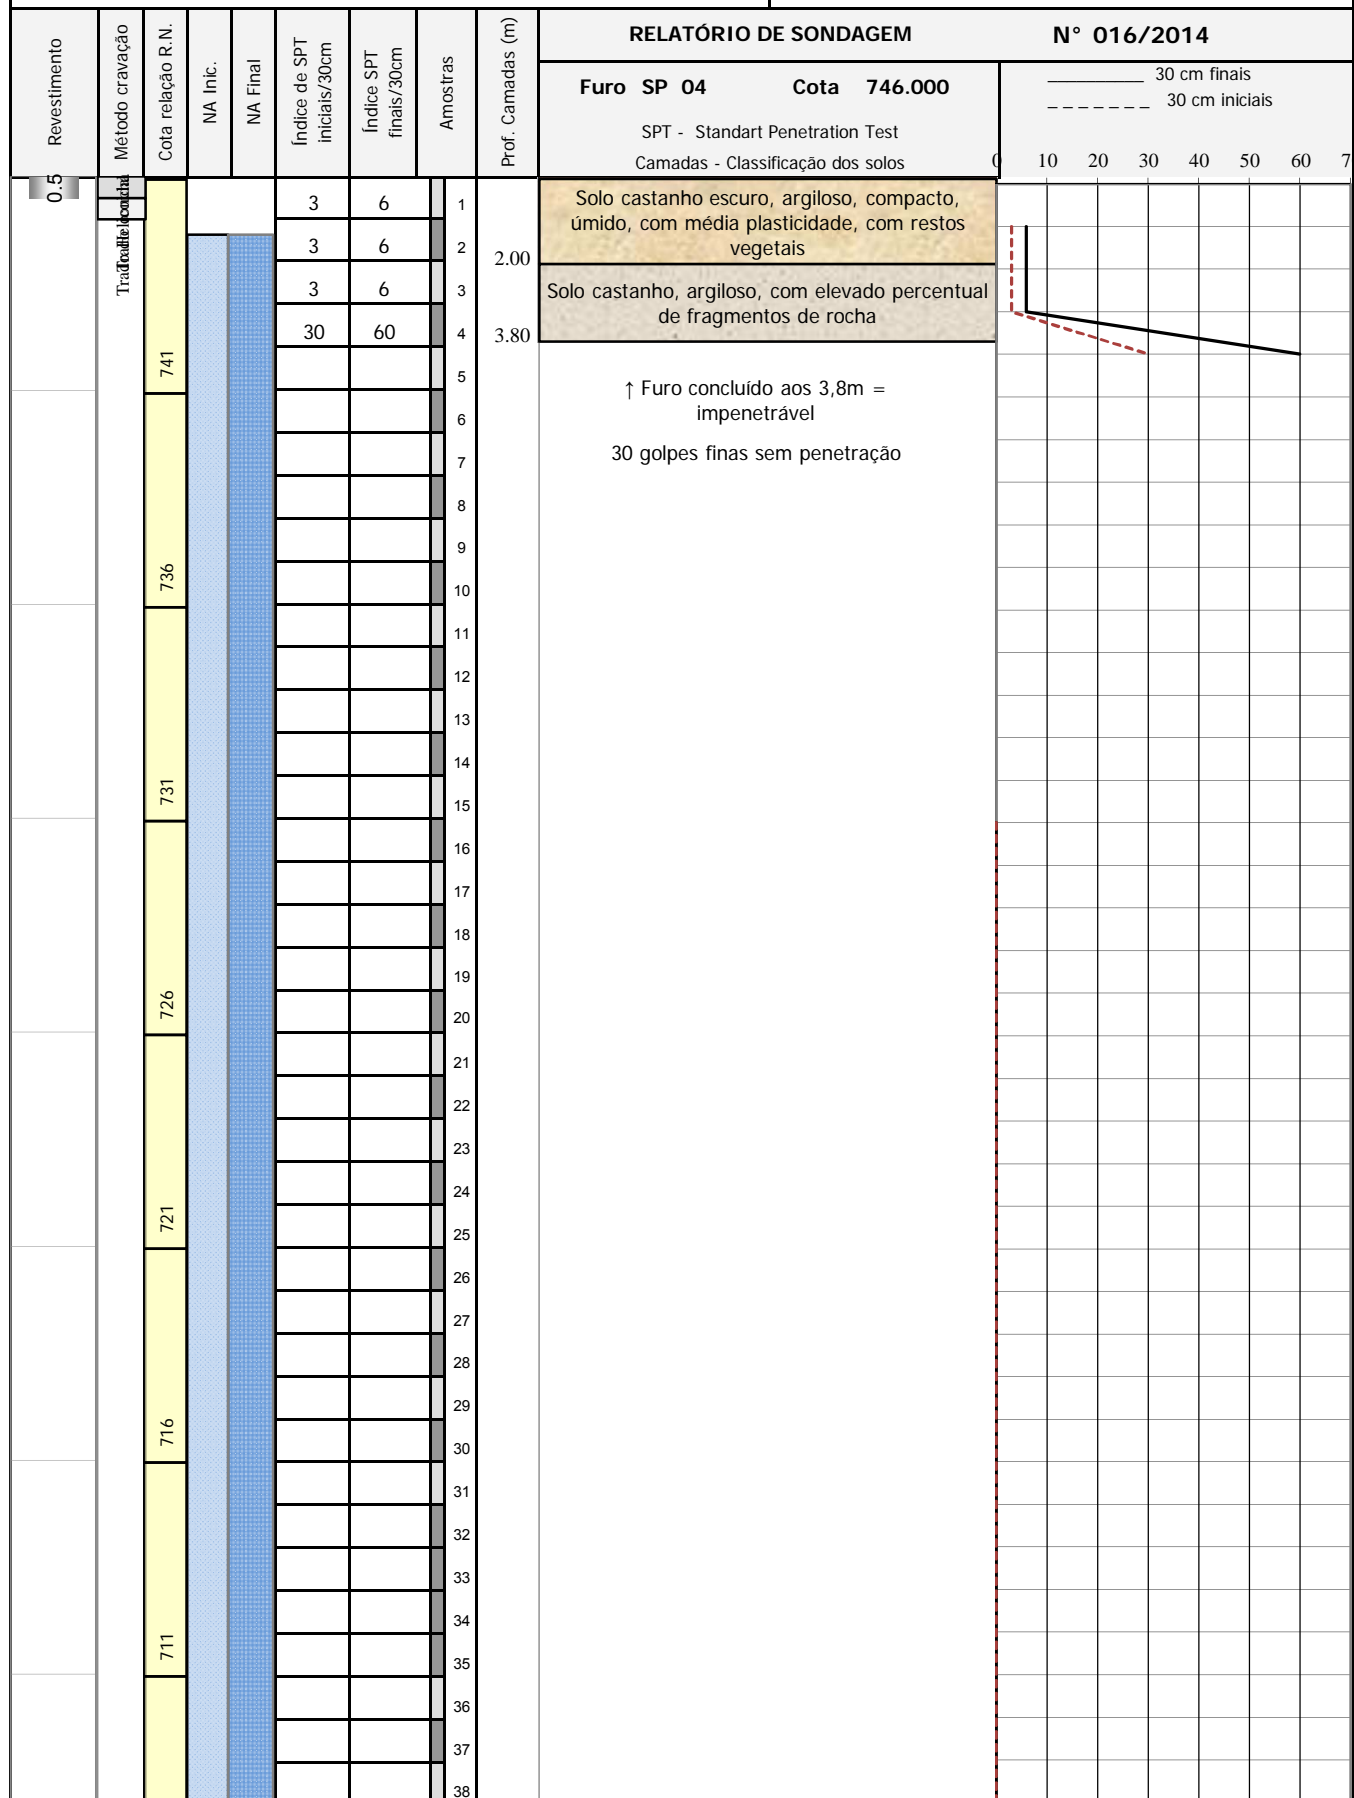 Revestimento
Método cravação
Cota relação R.N.
NA Inic.
NA Final
Índice de SPT
iniciais/30cm
Índice SPT
finais/30cm
Amostras
Prof. Camadas (m)
RELATÓRIO DE SONDAGEM
N° 016/2014
Furo SP 04 Cota 746.000
SPT - Standart Penetration Test
Camadas - Classificação dos solos
__________ 30 cm finais
_ _ _ _ _ _ _ 30 cm iniciais
0 10 20 30 40 50 60 7
0.5
3 6 1
3 6 2
3 6 3
30 60 4
5
6
7
8
9
10
11
12
13
14
15
16
17
18
19
20
21
22
23
24
25
26
27
28
29
30
31
32
33
34
35
36
37
38
741
736
731
726
721
716
711
2.00
3.80
Solo castanho escuro, argiloso, compacto,
úmido, com média plasticidade, com restos
vegetais
Solo castanho, argiloso, com elevado percentual
de fragmentos de rocha
↑ Furo concluído aos 3,8m =
impenetrável
30 golpes finas sem penetração